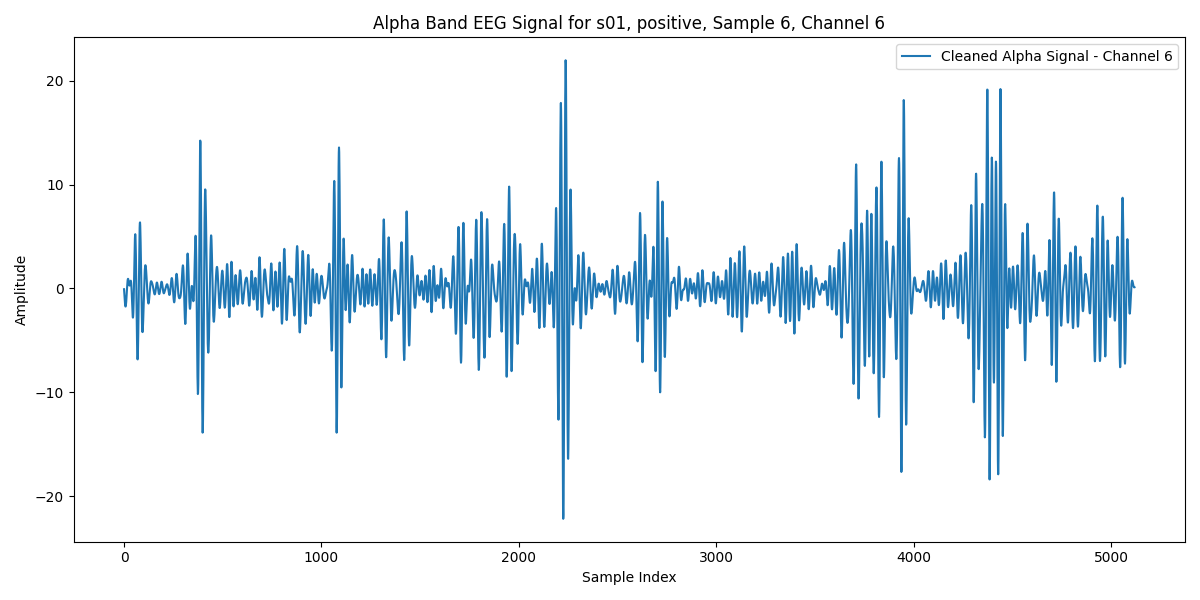 Alpha Band EEG Signal for s01, positive, Sample 6, Channel 6
Cleaned Alpha Signal - Channel 6
Amplitude
20
10
0
−10
−20
0 1000 2000 3000 4000 5000
Sample Index